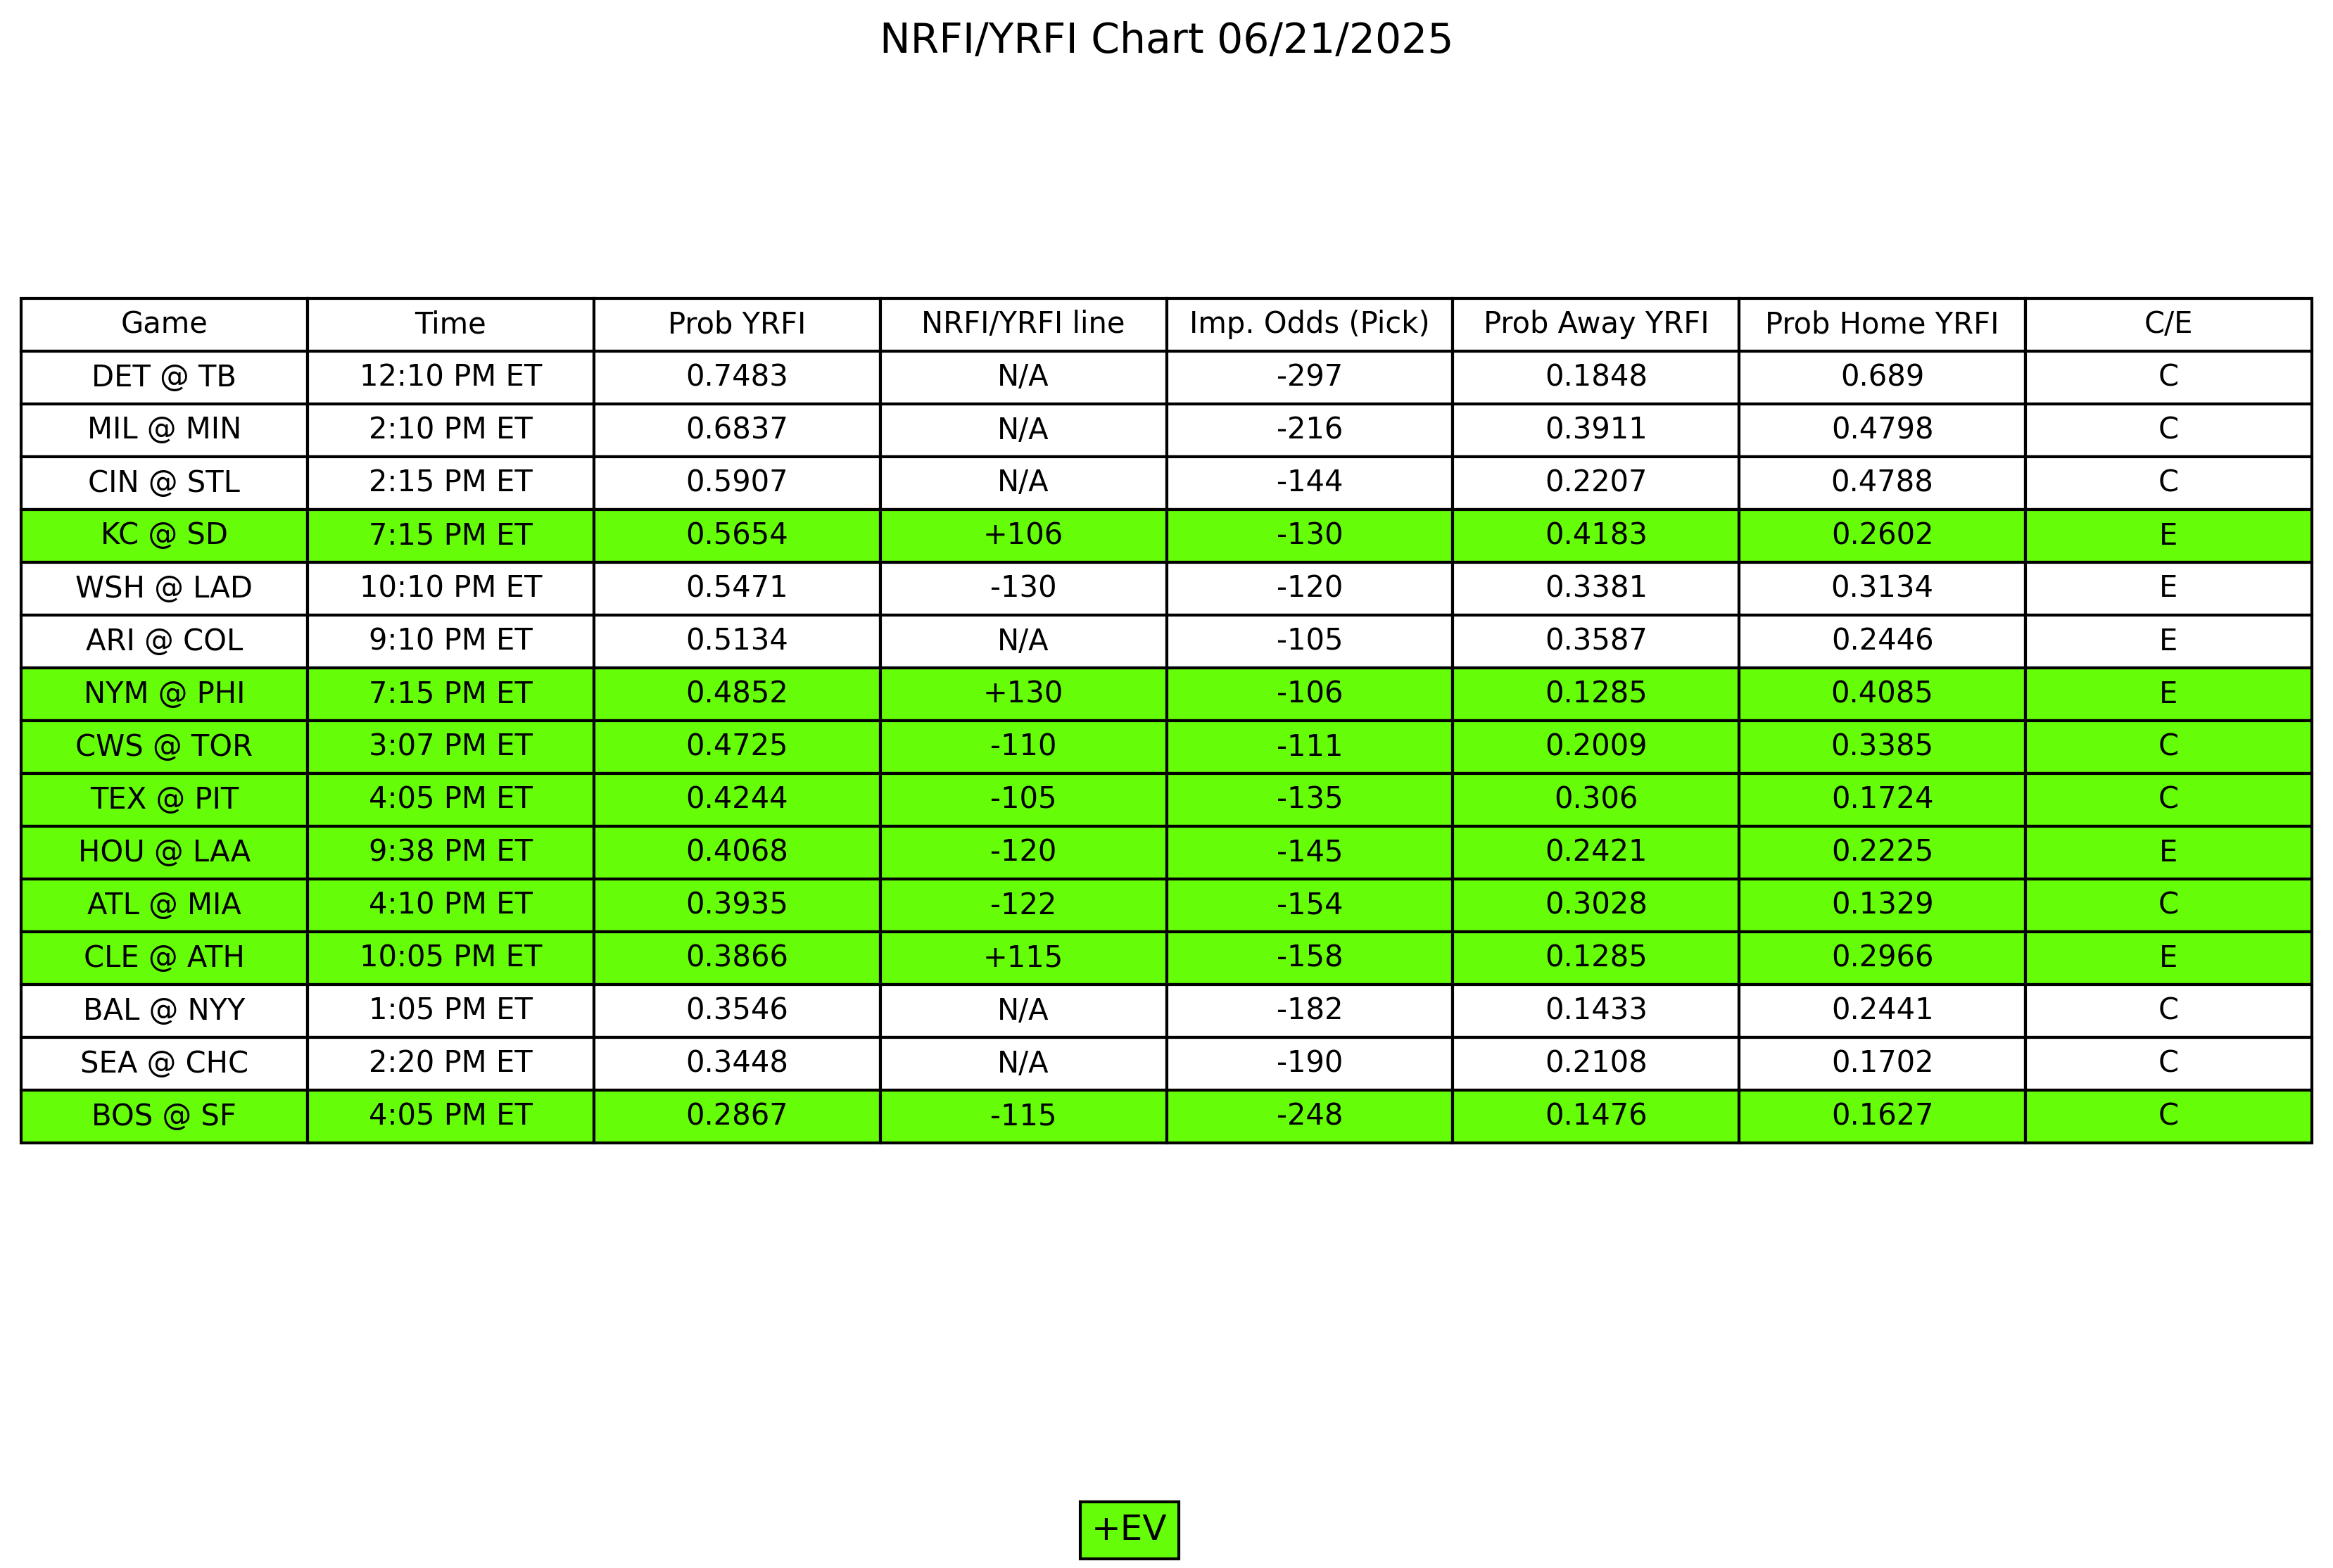 NRFI/YRFI Chart 06/21/2025
Game Time Prob YRFI NRFI/YRFI line Imp. Odds (Pick) Prob Away YRFI Prob Home YRFI C/E
DET @ TB 12:10 PM ET 0.7483 N/A -297 0.1848 0.689 C
MIL @ MIN 2:10 PM ET 0.6837 N/A -216 0.3911 0.4798 C
CIN @ STL 2:15 PM ET 0.5907 N/A -144 0.2207 0.4788 C
KC @ SD 7:15 PM ET 0.5654 +106 -130 0.4183 0.2602 E
WSH @ LAD 10:10 PM ET 0.5471 -130 -120 0.3381 0.3134 E
ARI @ COL 9:10 PM ET 0.5134 N/A -105 0.3587 0.2446 E
NYM @ PHI 7:15 PM ET 0.4852 +130 -106 0.1285 0.4085 E
CWS @ TOR 3:07 PM ET 0.4725 -110 -111 0.2009 0.3385 C
TEX @ PIT 4:05 PM ET 0.4244 -105 -135 0.306 0.1724 C
HOU @ LAA 9:38 PM ET 0.4068 -120 -145 0.2421 0.2225 E
ATL @ MIA 4:10 PM ET 0.3935 -122 -154 0.3028 0.1329 C
CLE @ ATH 10:05 PM ET 0.3866 +115 -158 0.1285 0.2966 E
BAL @ NYY 1:05 PM ET 0.3546 N/A -182 0.1433 0.2441 C
SEA @ CHC 2:20 PM ET 0.3448 N/A -190 0.2108 0.1702 C
BOS @ SF 4:05 PM ET 0.2867 -115 -248 0.1476 0.1627 C
+EV